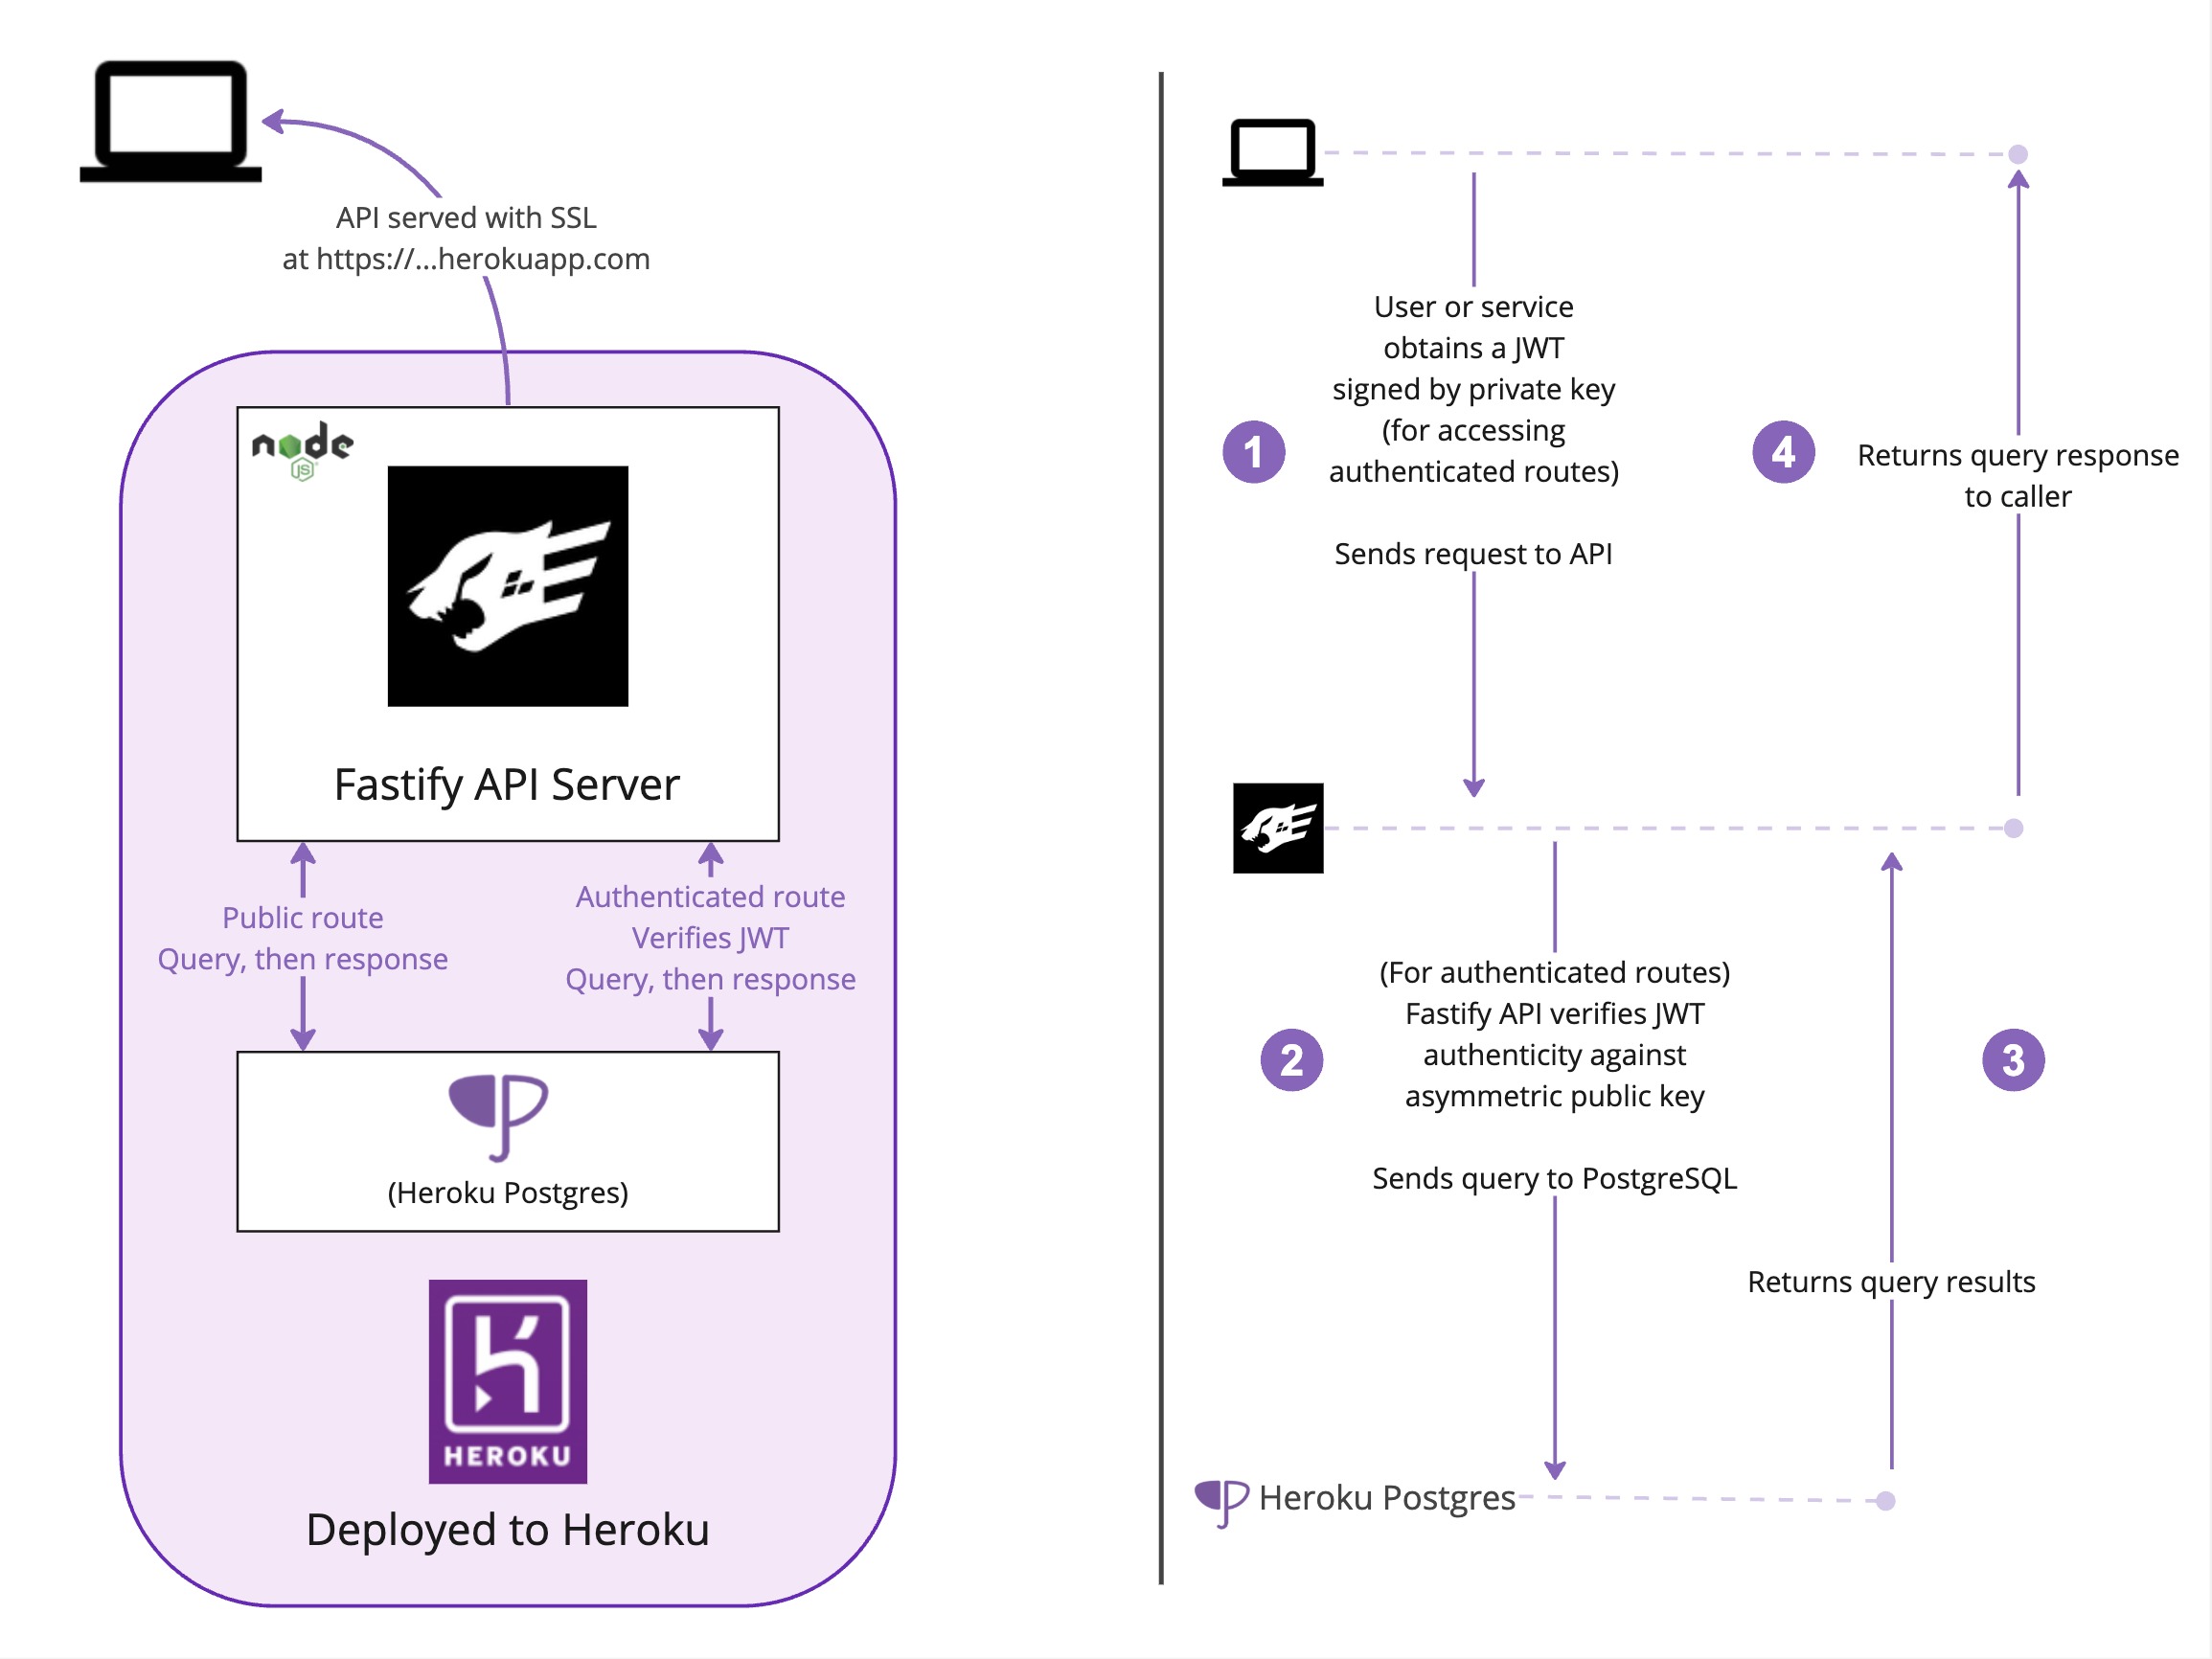 API served with SSL
at https://...herokuapp.com
node
JS
Fastify API Server
Public route
Query, then response
Authenticated route
Verifies JWT
Query, then response
(Heroku Postgres)
HEROKU
Deployed to Heroku
1
User or service
obtains a JWT
signed by private key
(for accessing
authenticated routes)
Sends request to API
4
Returns query response
to caller
2
(For authenticated routes)
Fastify API verifies JWT
authenticity against
asymmetric public key
Sends query to PostgreSQL
3
Returns query results
Heroku Postgres